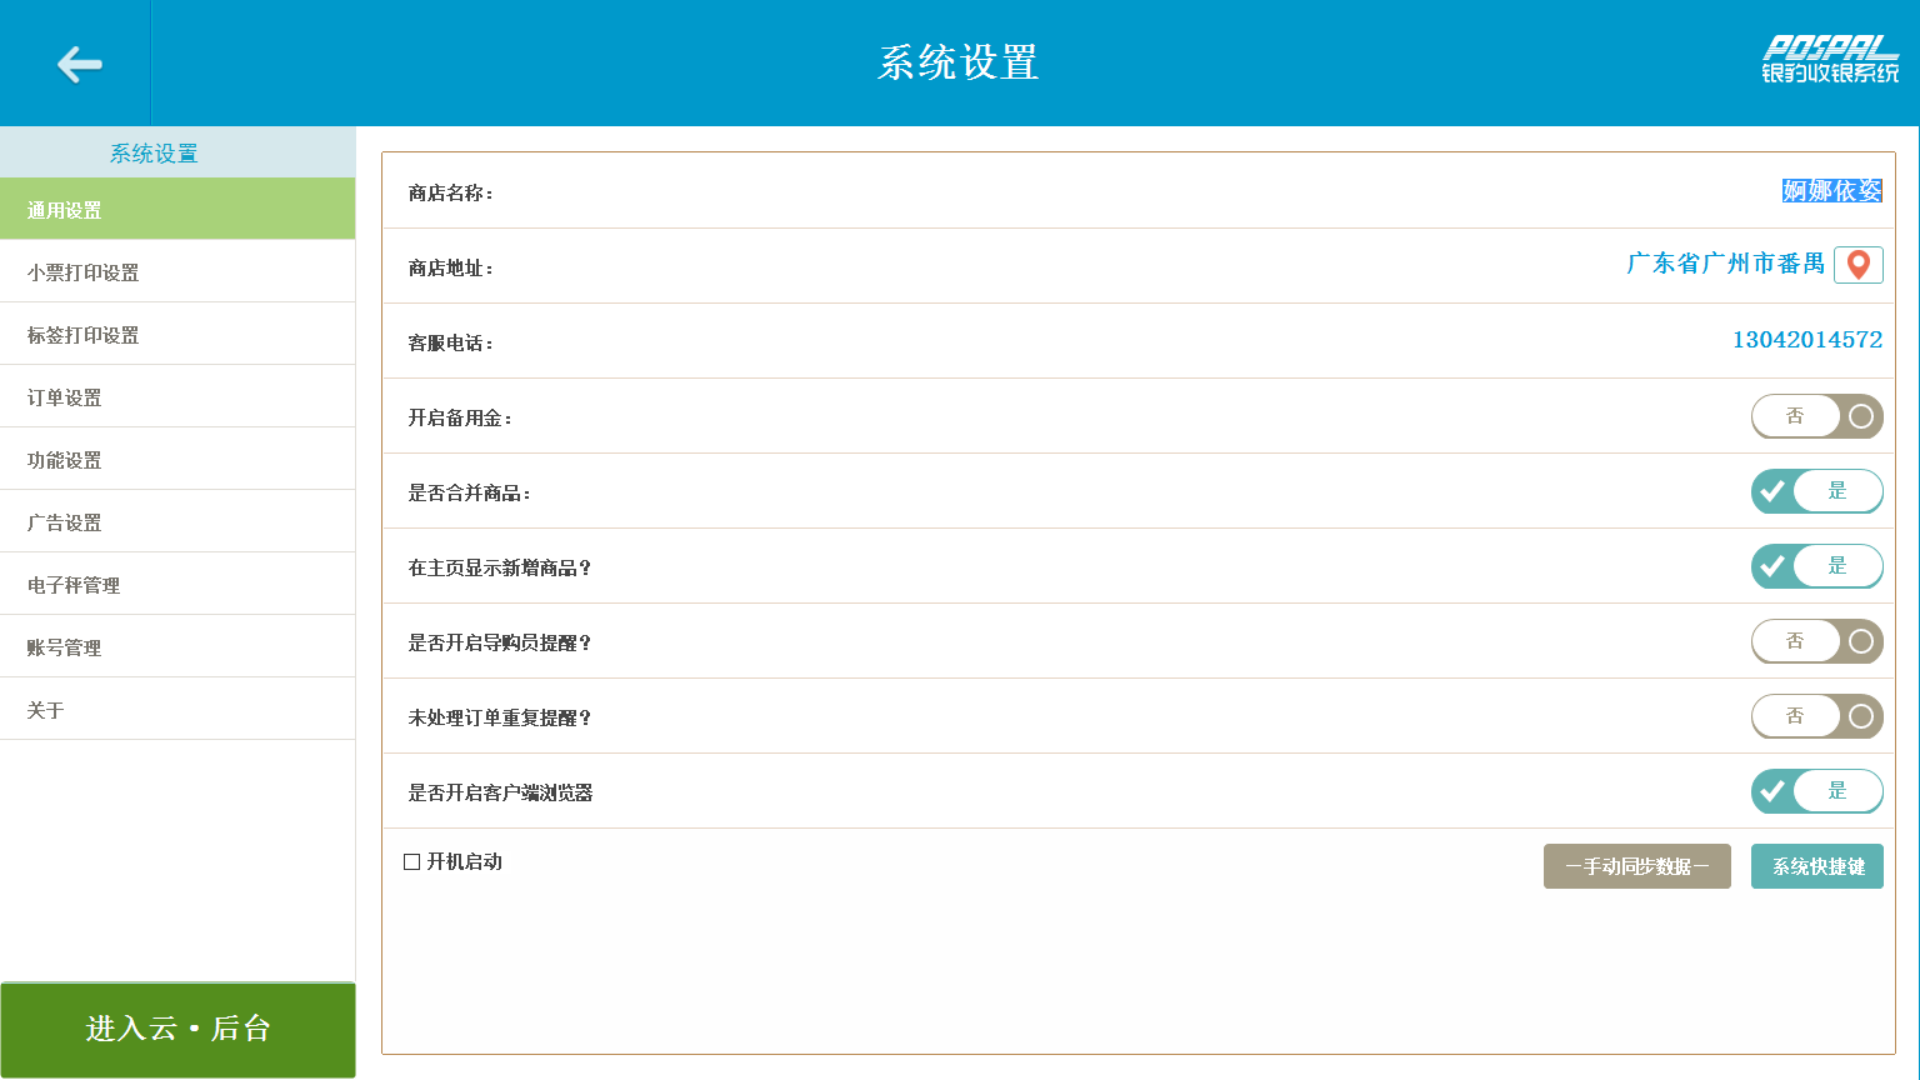 系统设置
POSPAL
银豹收银系统
系统设置
通用设置
小票打印设置
标签打印设置
订单设置
功能设置
广告设置
电子秤管理
账号管理
关于
进入云·后台
商店名称：
婀娜依姿
商店地址：
广东省广州市番禺
客服电话：
13042014572
开启备用金：
否
是否合并商品：
是
在主页显示新增商品？
是
是否开启导购员提醒？
否
未处理订单重复提醒？
否
是否开启客户端浏览器
是
开机启动
一手动同步数据一
系统快捷键